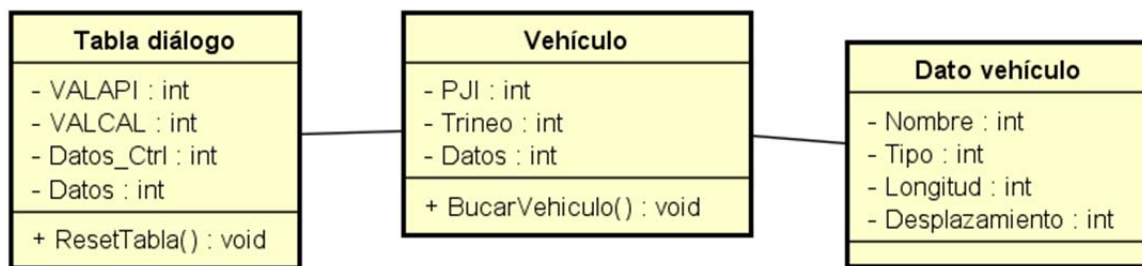 Tabla diálogo
- VALAPI : int
- VALCAL : int
- Datos_Ctrl : int
- Datos : int
+ ResetTabla() : void
Vehículo
- PJI : int
- Trineo : int
- Datos : int
+ BucarVehiculo() : void
Dato vehículo
- Nombre : int
- Tipo : int
- Longitud : int
- Desplazamiento : int